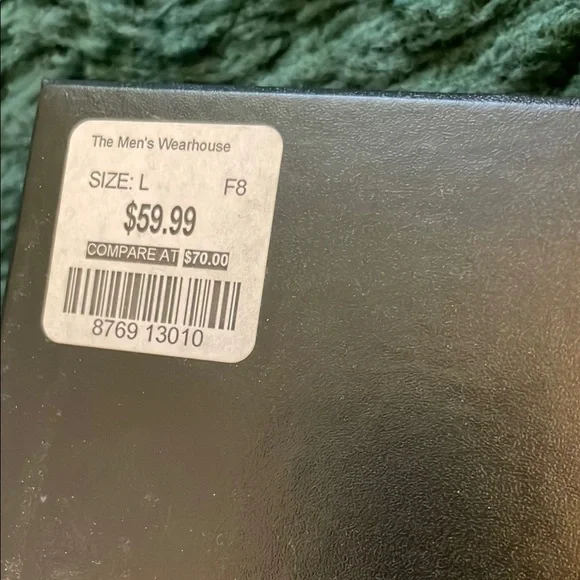 The Men's Wearhouse
SIZE: L F8
$59.99
COMPARE AT $70.00
8769 13010